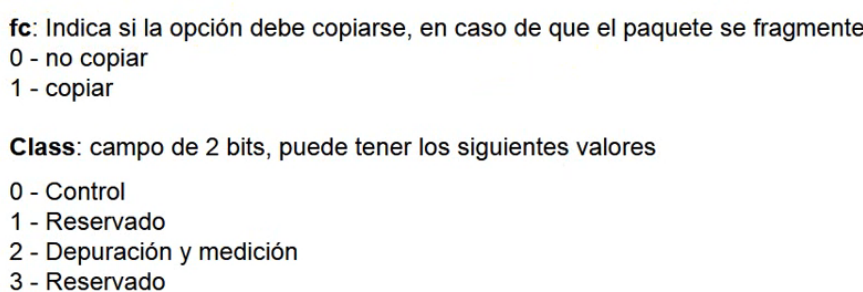 fc: Indica si la opción debe copiarse, en caso de que el paquete se fragmente
0 - no copiar
1 - copiar
Class: campo de 2 bits, puede tener los siguientes valores
0 - Control
1 - Reservado
2 - Depuración y medición
3 - Reservado